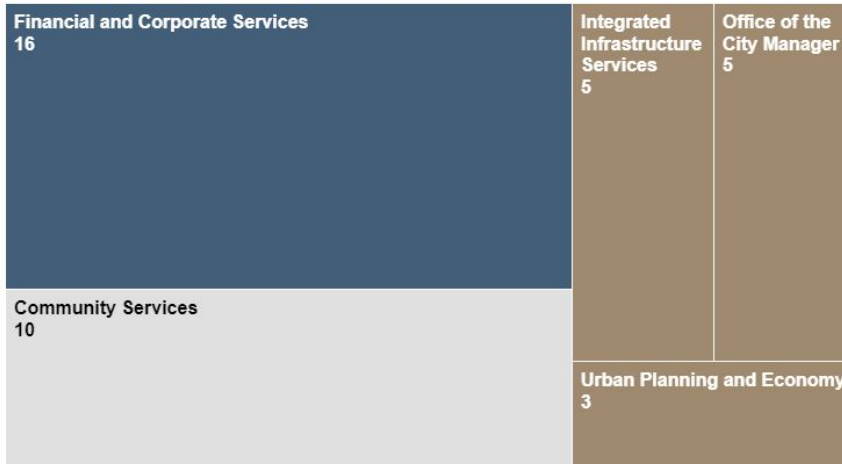 Financial and Corporate Services
16
Integrated
Infrastructure
Services
5
Office of the
City Manager
5
Community Services
10
Urban Planning and Economy
3